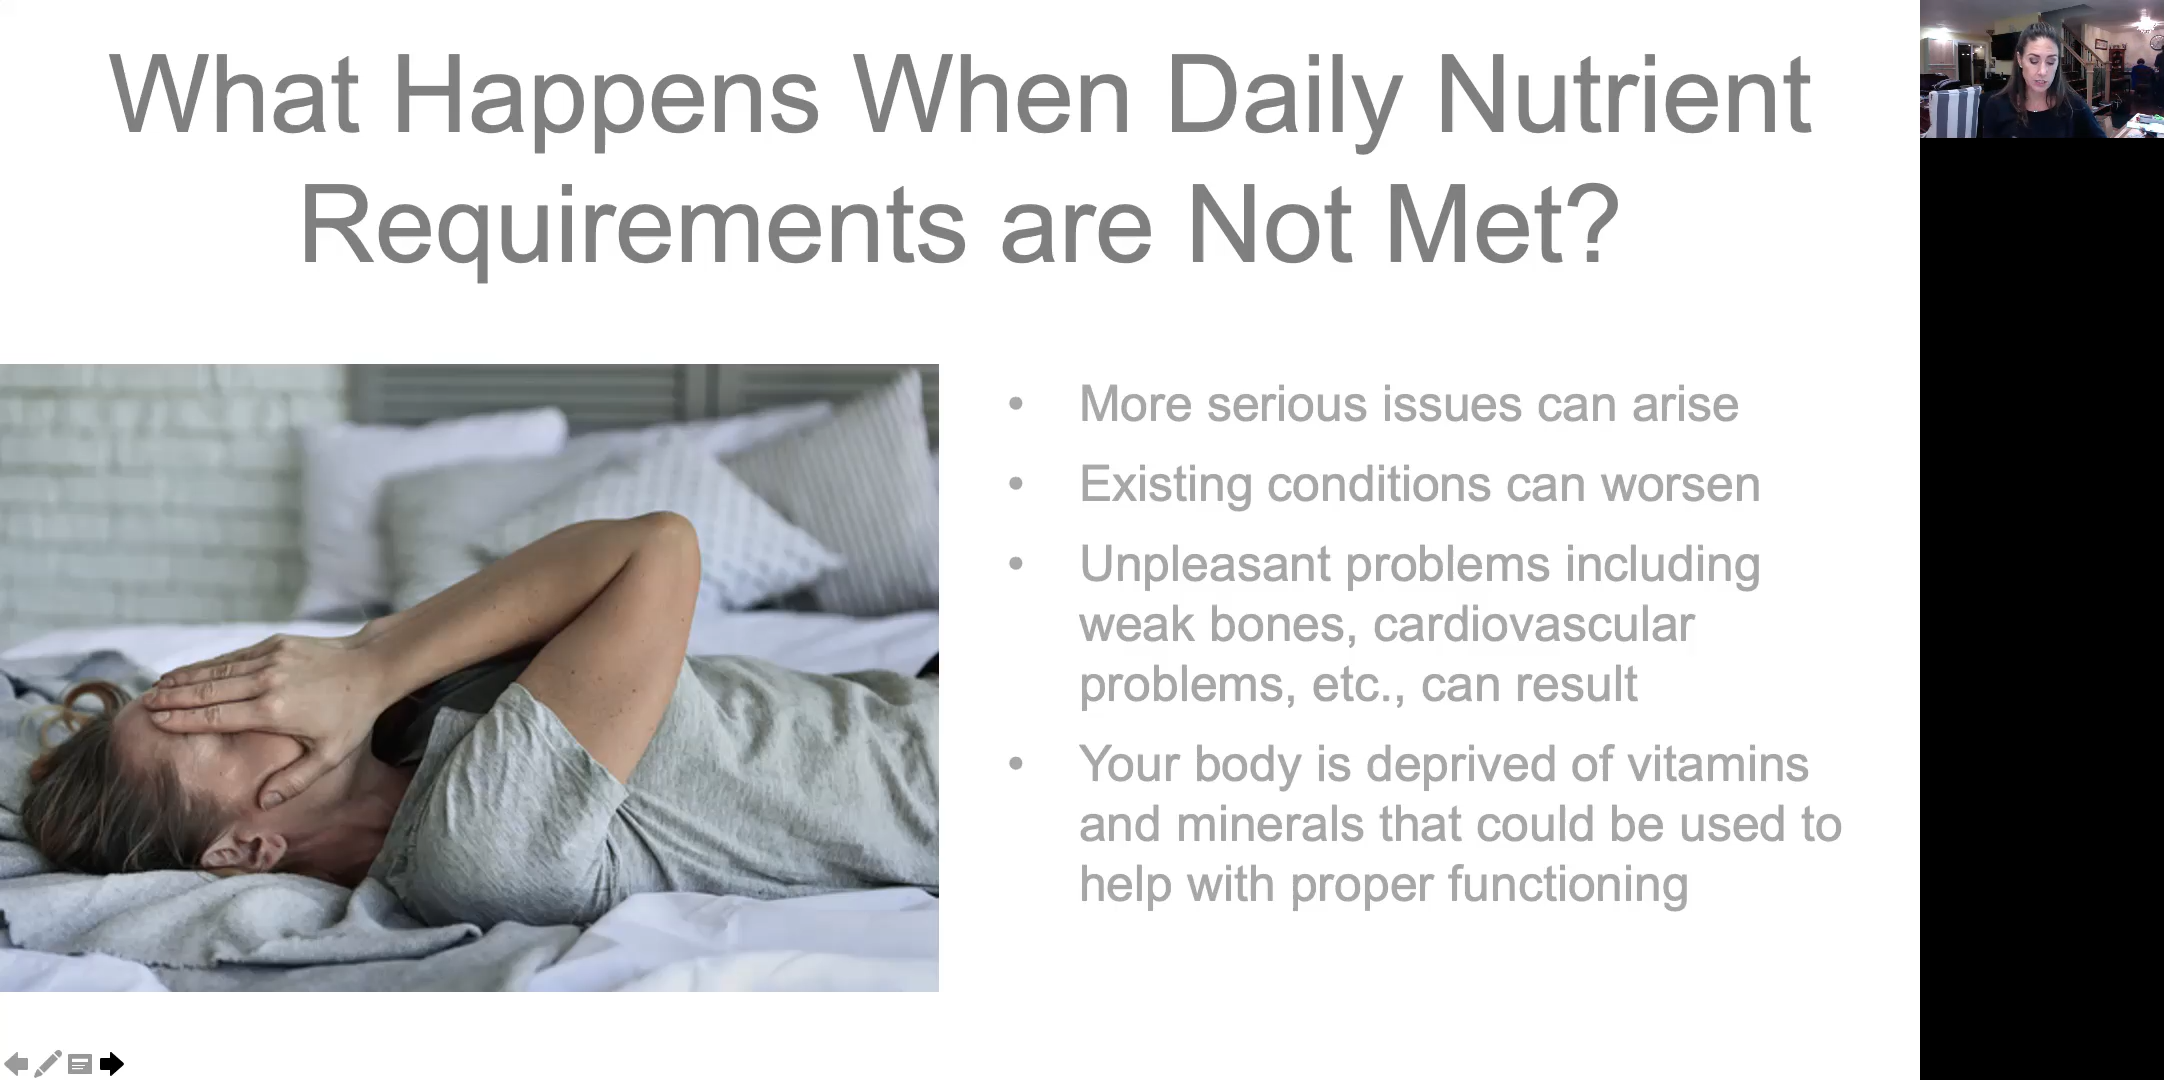 What Happens When Daily Nutrient
Requirements are Not Met?
• More serious issues can arise
• Existing conditions can worsen
• Unpleasant problems including
weak bones, cardiovascular
problems, etc., can result
• Your body is deprived of vitamins
and minerals that could be used to
help with proper functioning